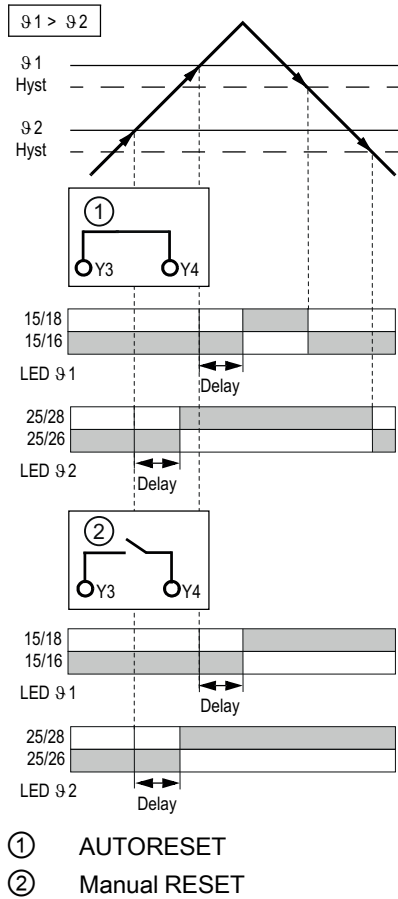 ϑ1 > ϑ2
ϑ1
Hyst
ϑ2
Hyst
①
Y3 Y4
15/18
15/16
LED ϑ1
Delay
25/28
25/26
LED ϑ2
Delay
②
Y3 Y4
15/18
15/16
LED ϑ1
Delay
25/28
25/26
LED ϑ2
Delay
① AUTORESET
② Manual RESET